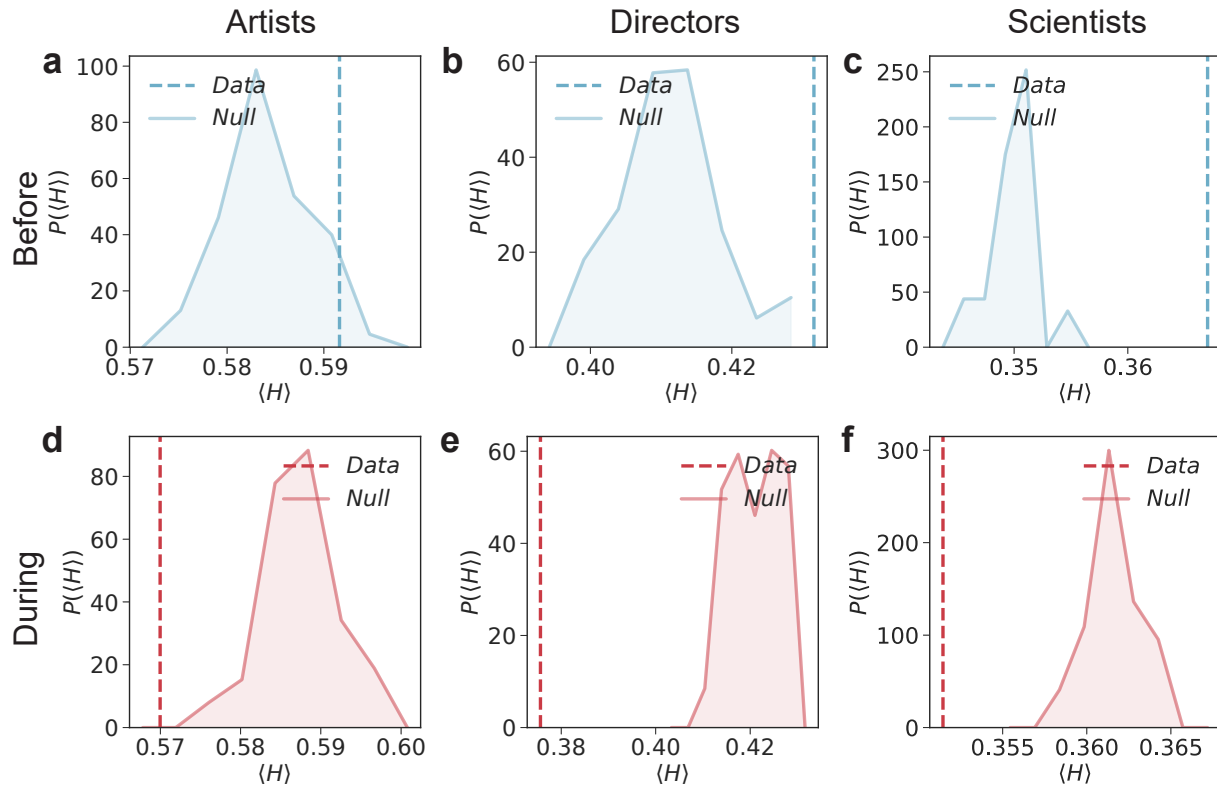 Artists
Directors
Scientists
Before
a
P(⟨H⟩)
100
80
60
40
20
0
Data
Null
0.57
0.58
0.59
⟨H⟩
b
P(⟨H⟩)
60
40
20
0
Data
Null
0.40
0.42
⟨H⟩
c
P(⟨H⟩)
250
200
150
100
50
0
Data
Null
0.35
0.36
⟨H⟩
During
d
P(⟨H⟩)
80
60
40
20
0
Data
Null
0.57
0.58
0.59
0.60
⟨H⟩
e
P(⟨H⟩)
60
40
20
0
Data
Null
0.38
0.40
0.42
⟨H⟩
f
P(⟨H⟩)
300
200
100
0
Data
Null
0.355
0.360
0.365
⟨H⟩